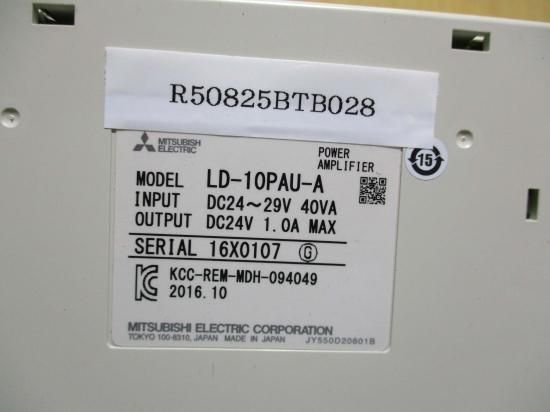 R50825BTB028
MITSUBISHI
ELECTRIC
POWER
AMPLIFIER
15
MODEL LD-10PAU-A
INPUT DC24~29V 40VA
OUTPUT DC24V 1.0A MAX
SERIAL 16X0107 G
KCC-REM-MDH-094049
2016.10
MITSUBISHI ELECTRIC CORPORATION
TOKYO 100-8310, JAPAN MADE IN JAPAN JY550D20601B